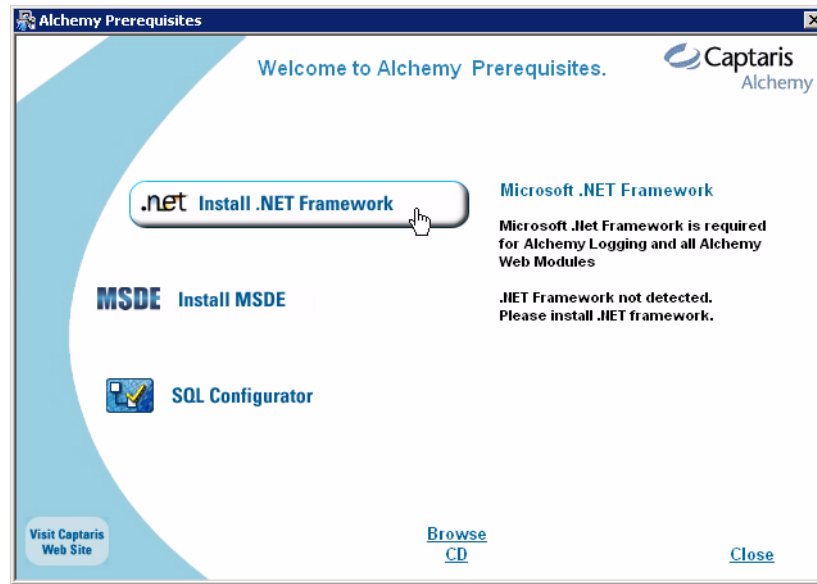 Alchemy Prerequisites
Welcome to Alchemy Prerequisites.
Captaris
Alchemy
.net Install .NET Framework
Microsoft .NET Framework
Microsoft .Net Framework is required
for Alchemy Logging and all Alchemy
Web Modules
.NET Framework not detected.
Please install .NET framework.
MSDE Install MSDE
SQL Configurator
Visit Captaris
Web Site
Browse
CD
Close